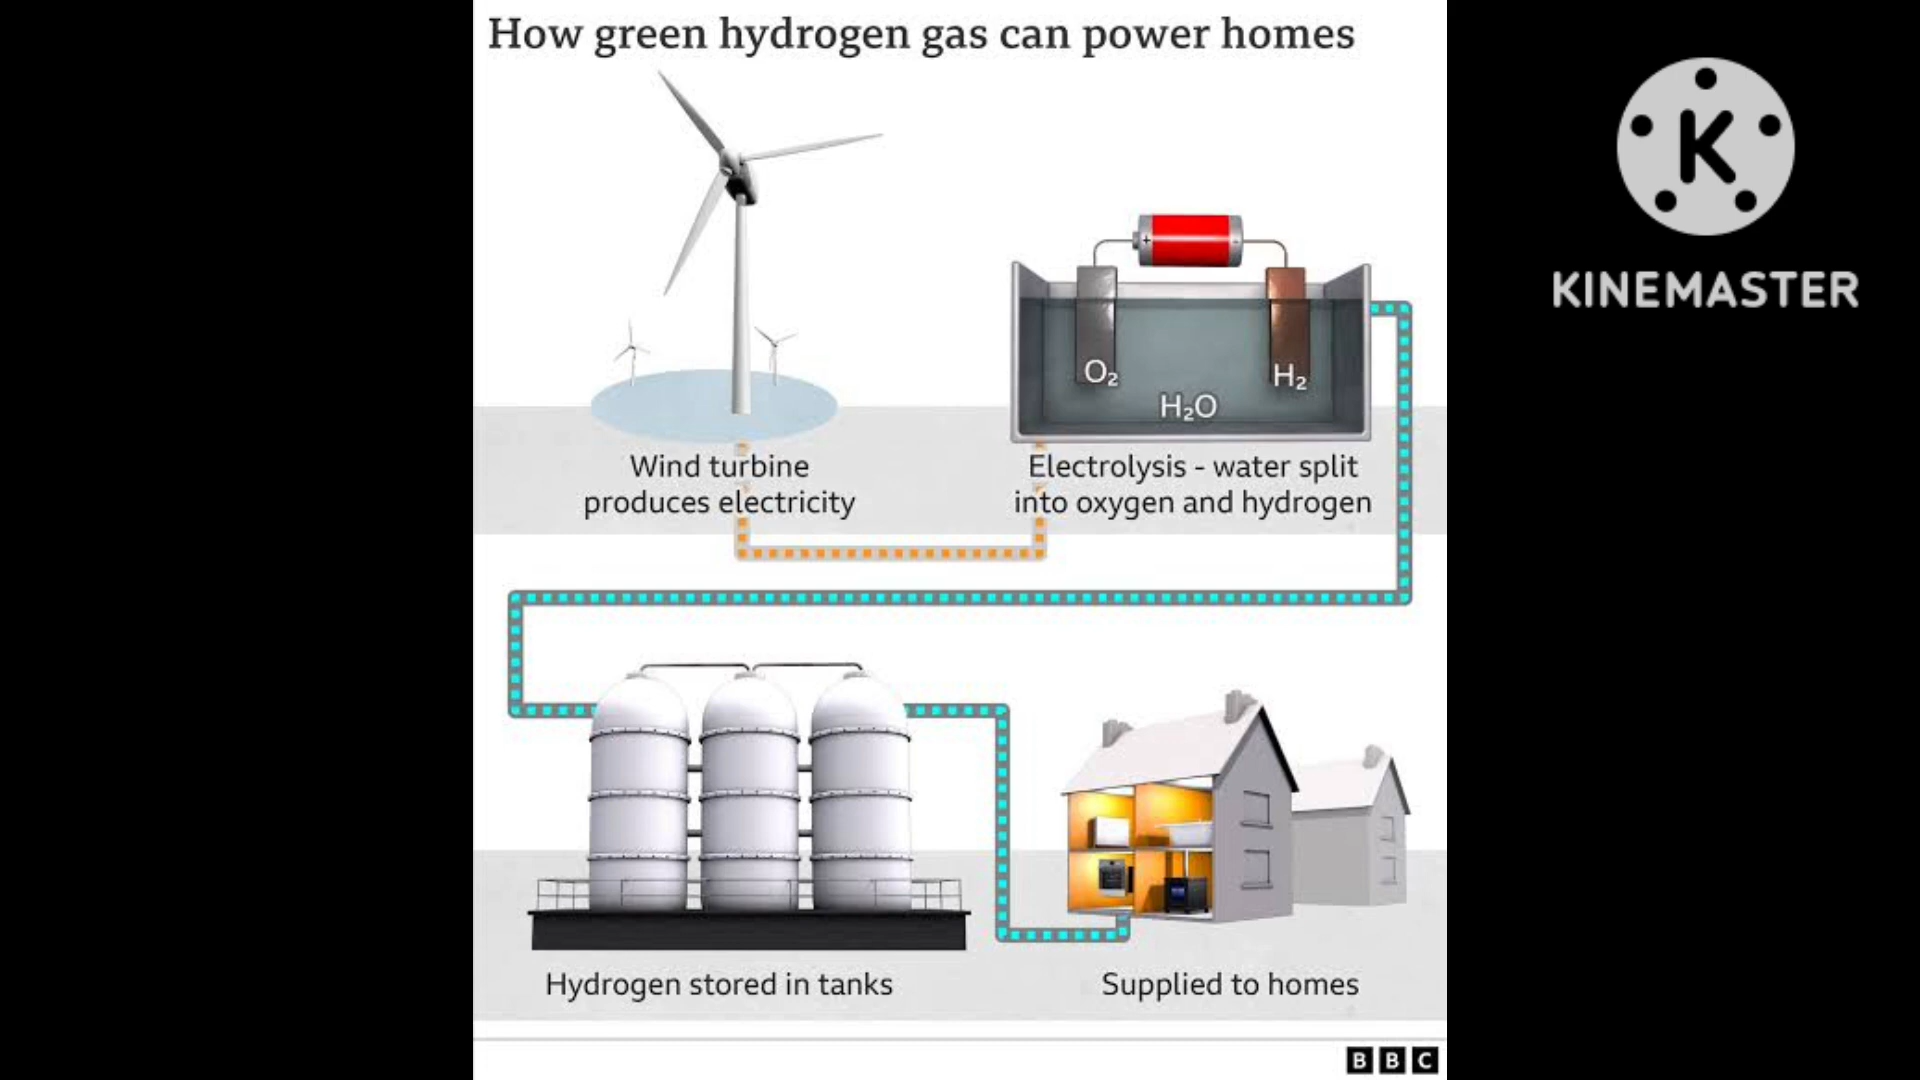 How green hydrogen gas can power homes
K
KINEMASTER
+ -
O₂
H₂
H₂O
Wind turbine
produces electricity
Electrolysis - water split
into oxygen and hydrogen
Hydrogen stored in tanks
Supplied to homes
BBC